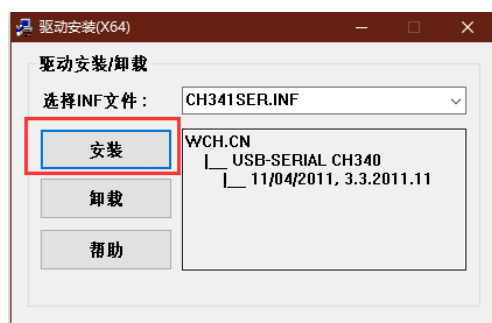 驱动安装(X64)
驱动安装/卸载
选择INF文件：
CH341SER.INF
安装
WCH.CN
|__ USB-SERIAL CH340
|__ 11/04/2011, 3.3.2011.11
卸载
帮助